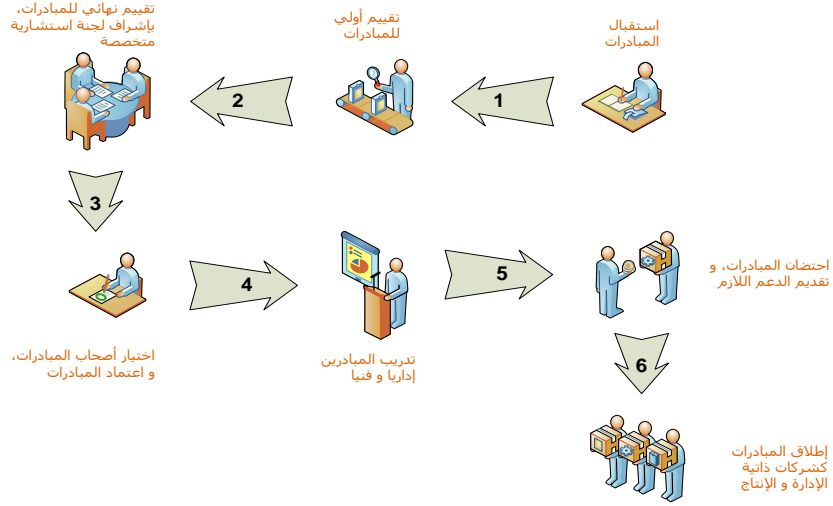 استقبال
المبادرات
1
تقييم أولي
للمبادرات
2
تقييم نهائي للمبادرات،
بإشراف لجنة استشارية
متخصصة
3
اختيار أصحاب المبادرات،
و اعتماد المبادرات
4
تدريب المبادرين
إداريا و فنيا
5
احتضان المبادرات، و
تقديم الدعم اللازم
6
إطلاق المبادرات
كشركات ذاتية
الإدارة و الإنتاج